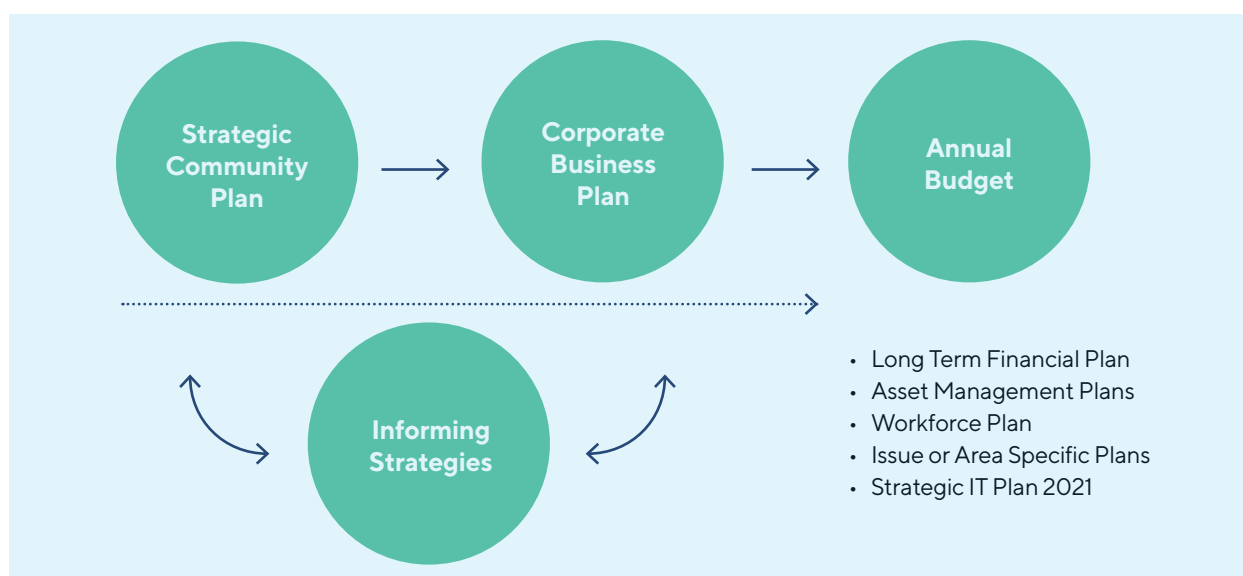 Strategic
Community
Plan
Corporate
Business
Plan
Annual
Budget
Informing
Strategies
• Long Term Financial Plan
• Asset Management Plans
• Workforce Plan
• Issue or Area Specific Plans
• Strategic IT Plan 2021